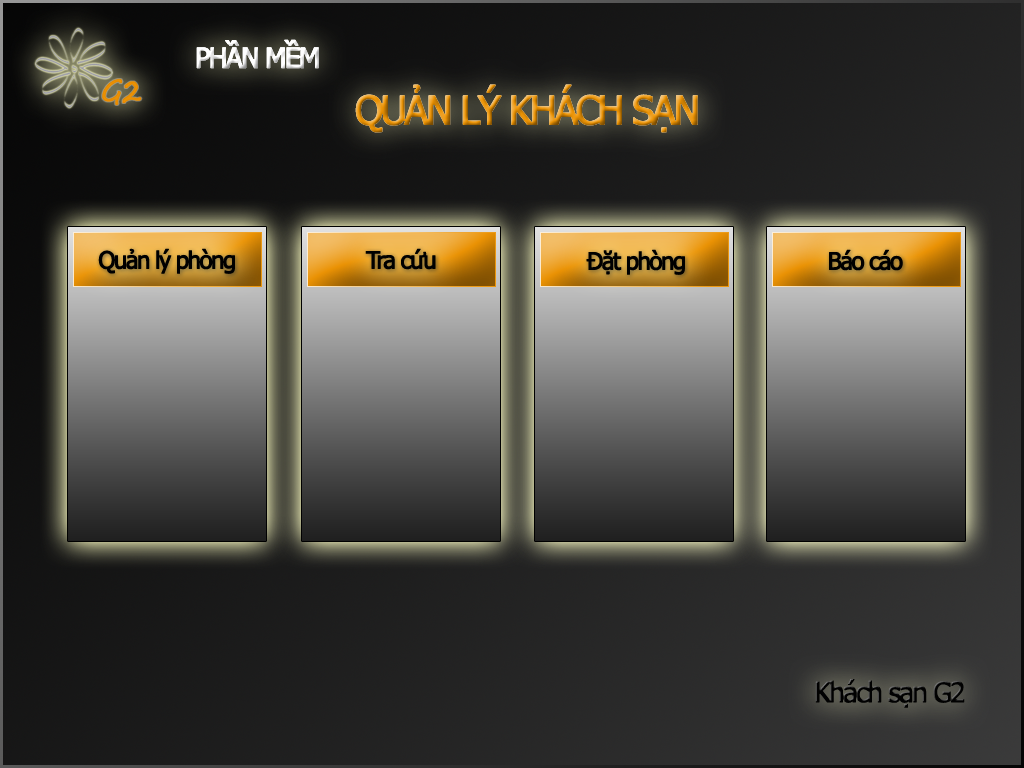 G2
PHẦN MỀM
QUẢN LÝ KHÁCH SẠN
Quản lý phòng
Tra cứu
Đặt phòng
Báo cáo
Khách sạn G2